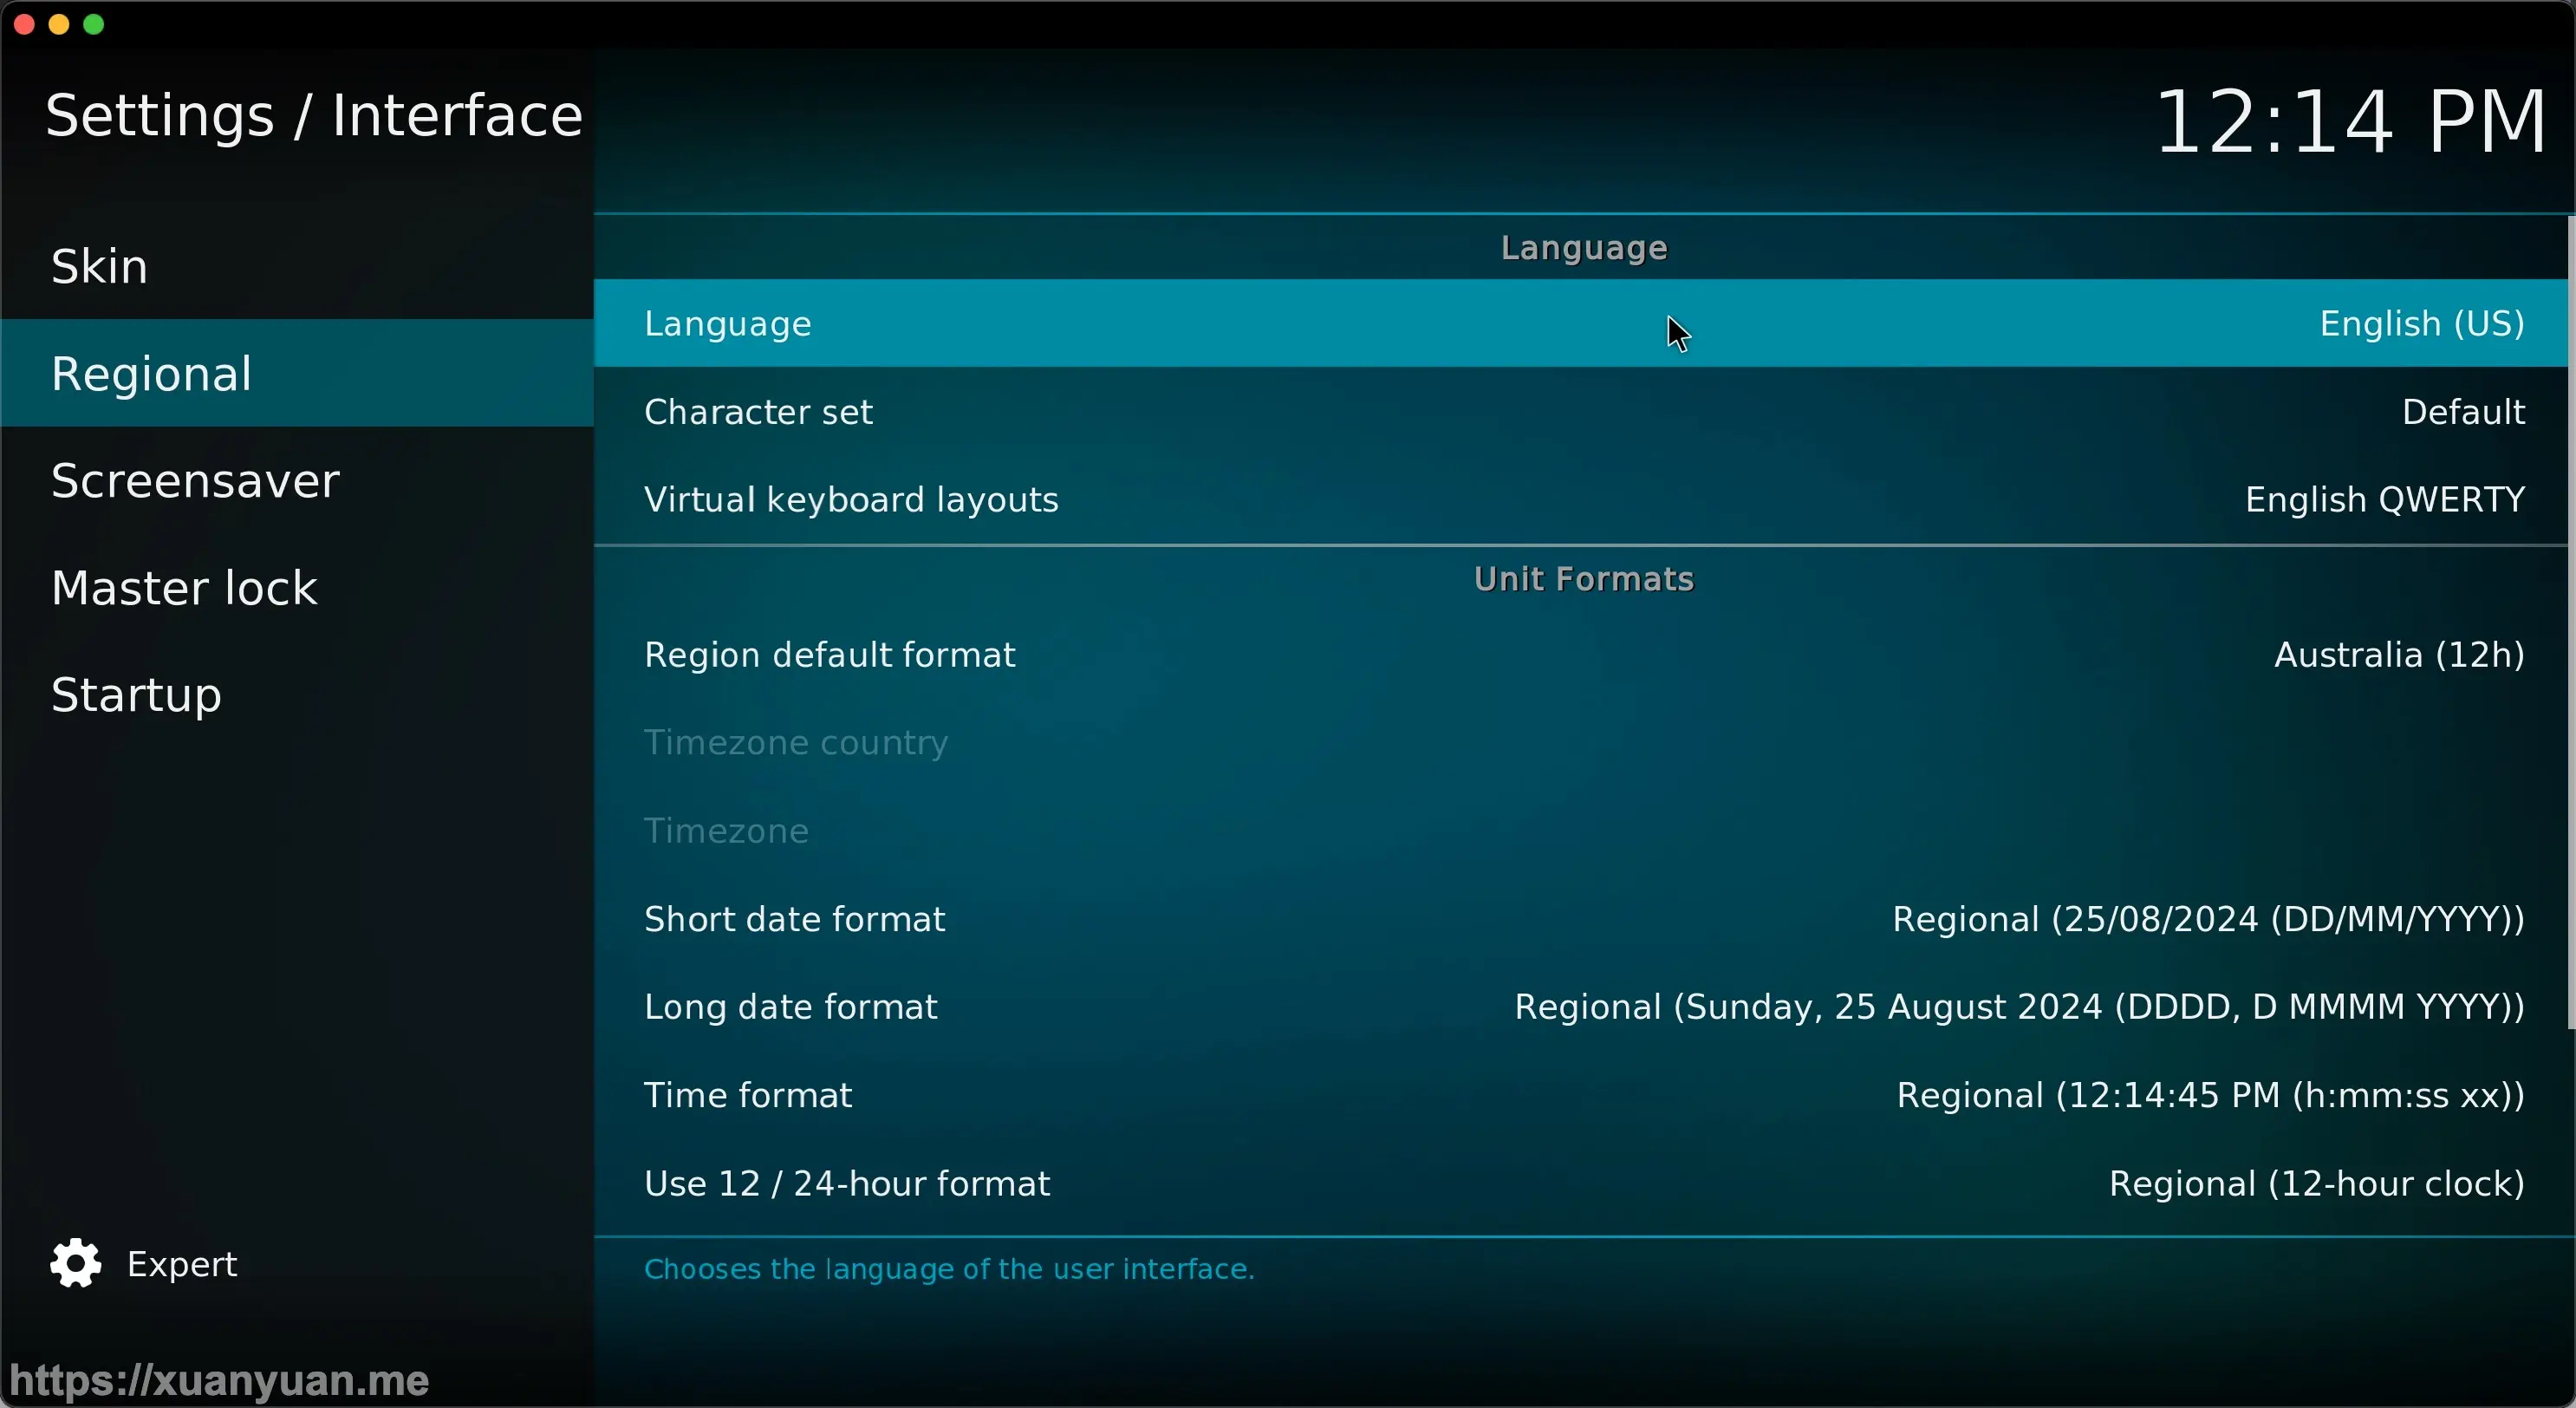 Settings / Interface
12:14 PM
Skin
Regional
Screensaver
Master lock
Startup
Expert
Language
Language English (US)
Character set Default
Virtual keyboard layouts English QWERTY
Unit Formats
Region default format Australia (12h)
Timezone country
Timezone
Short date format Regional (25/08/2024 (DD/MM/YYYY))
Long date format Regional (Sunday, 25 August 2024 (DDDD, D MMMM YYYY))
Time format Regional (12:14:45 PM (h:mm:ss xx))
Use 12 / 24-hour format Regional (12-hour clock)
Chooses the language of the user interface.
https://xuanyuan.me